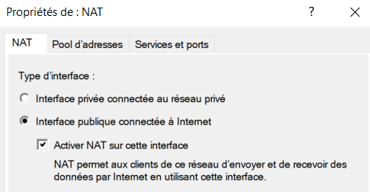 Propriétés de : NAT
NAT Pool d'adresses Services et ports
Type d'interface :
Interface privée connectée au réseau privé
Interface publique connectée à Internet
Activer NAT sur cette interface
NAT permet aux clients de ce réseau d'envoyer et de recevoir des
données par Internet en utilisant cette interface.